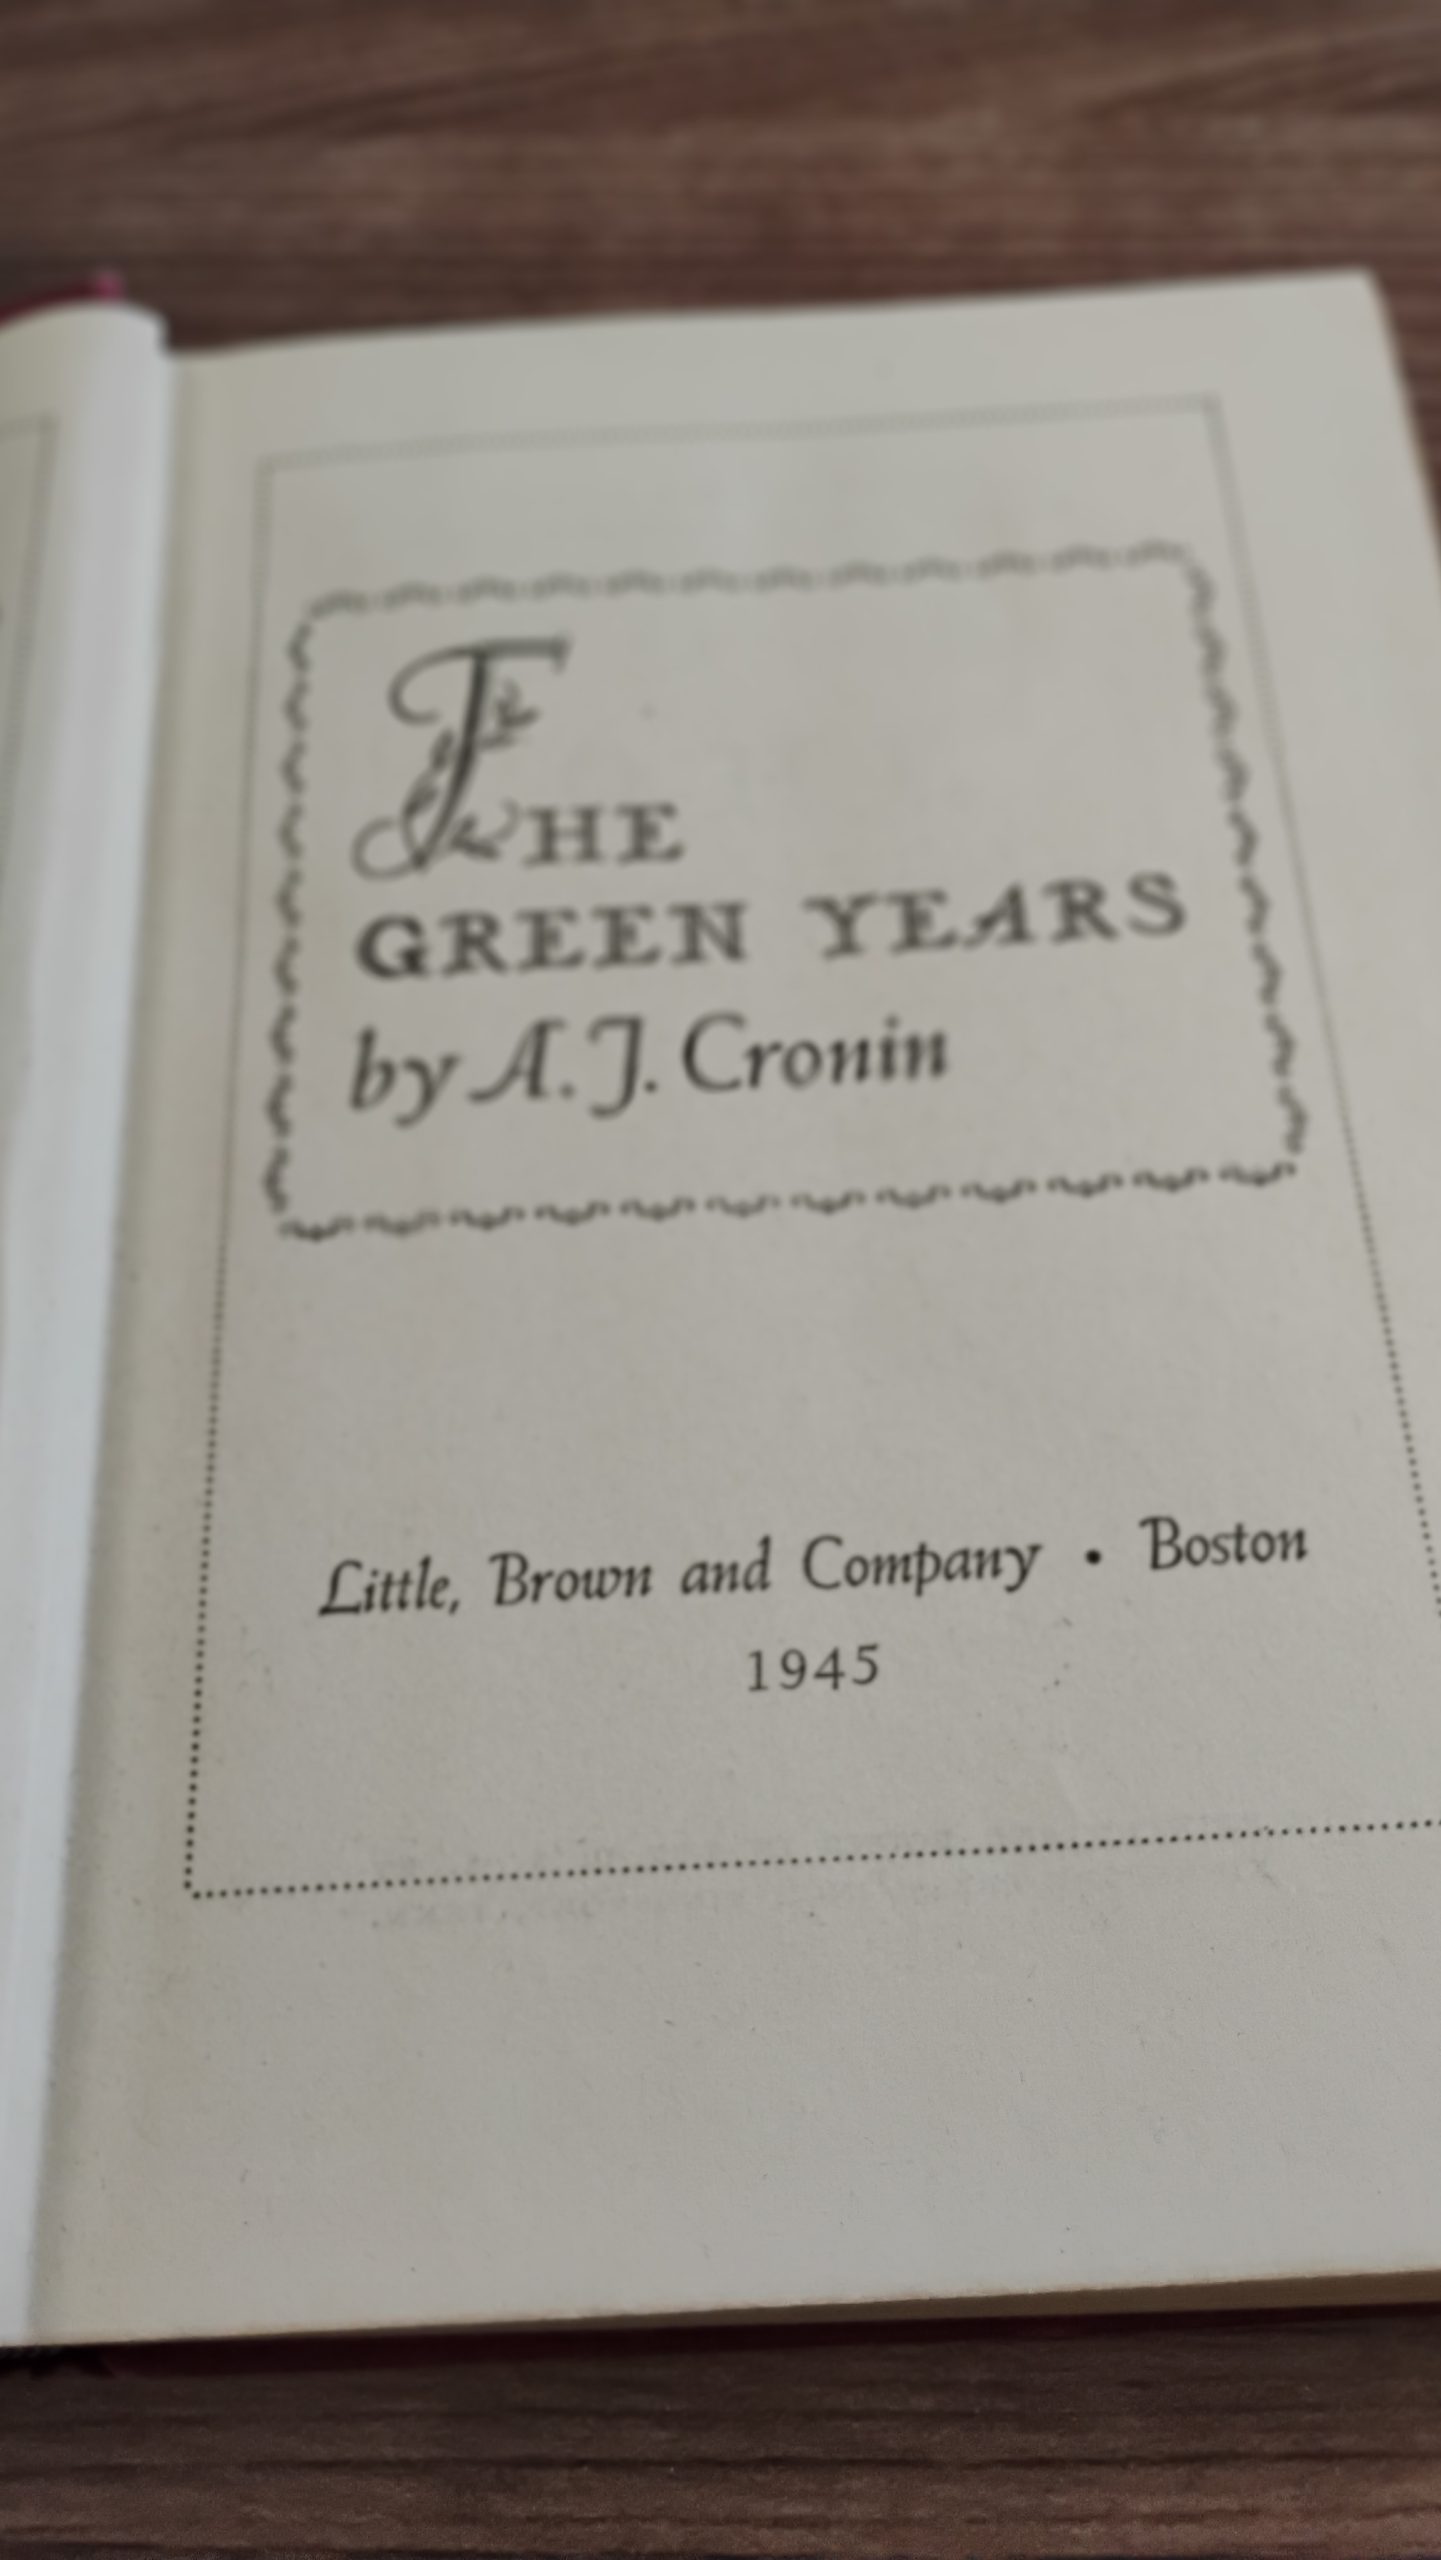 THE
GREEN YEARS
by A. J. Cronin
Little, Brown and Company • Boston
1945